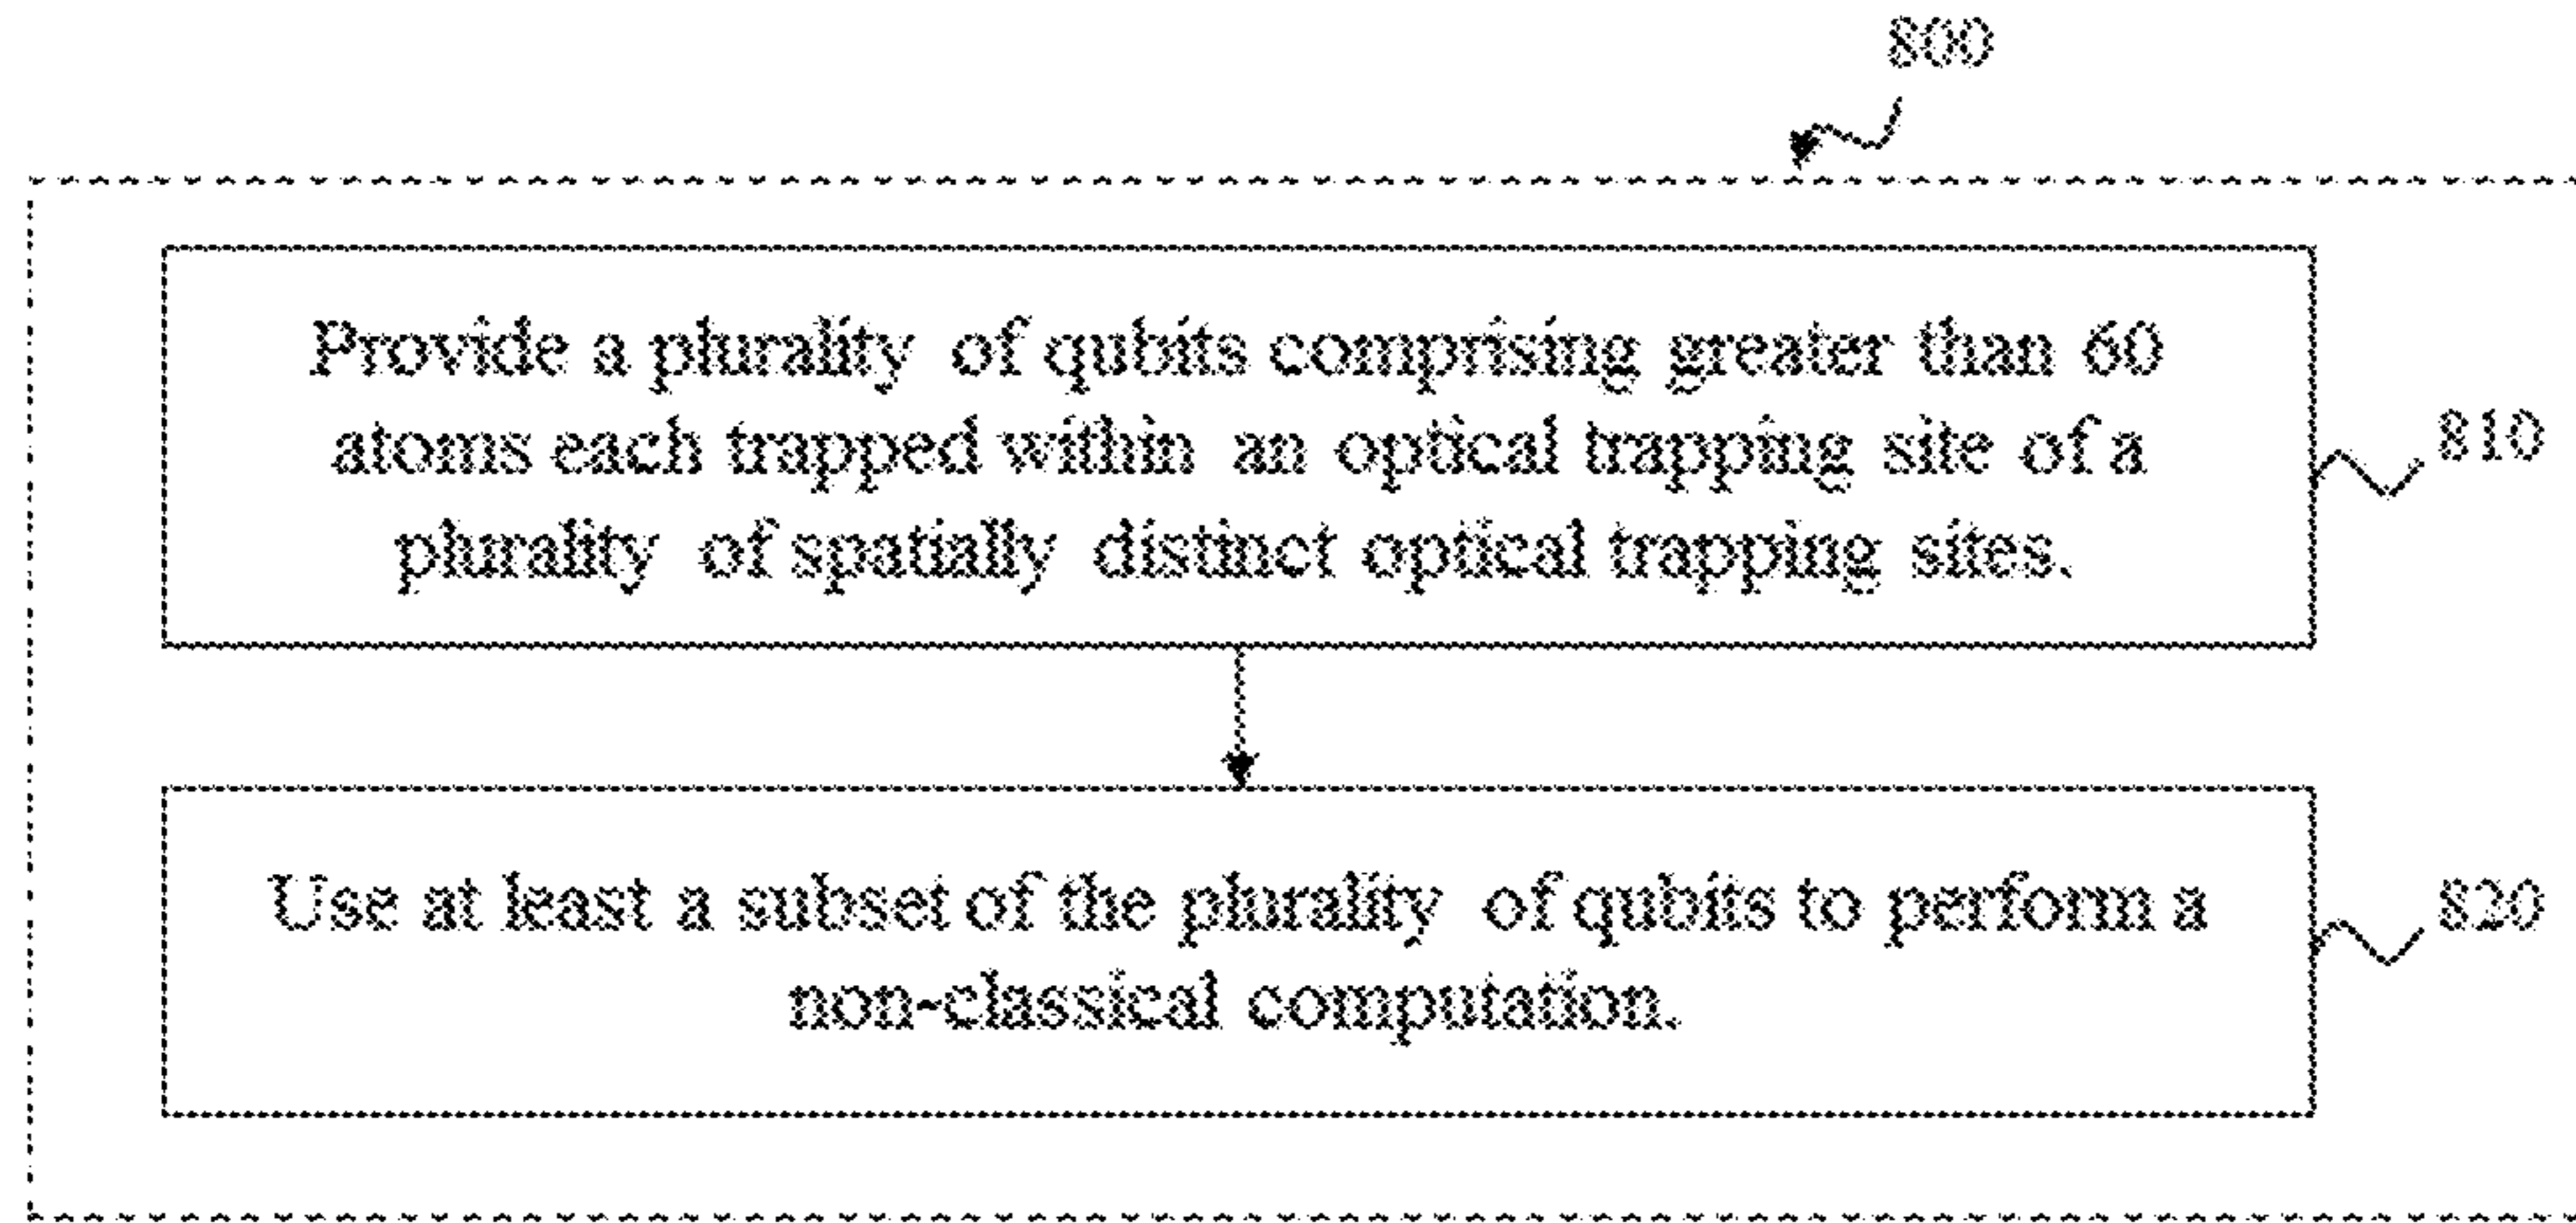 800
Provide a plurality of qubits comprising greater than 60
atoms each trapped within an optical trapping site of a
plurality of spatially distinct optical trapping sites.
810
Use at least a subset of the plurality of qubits to perform a
non-classical computation.
820